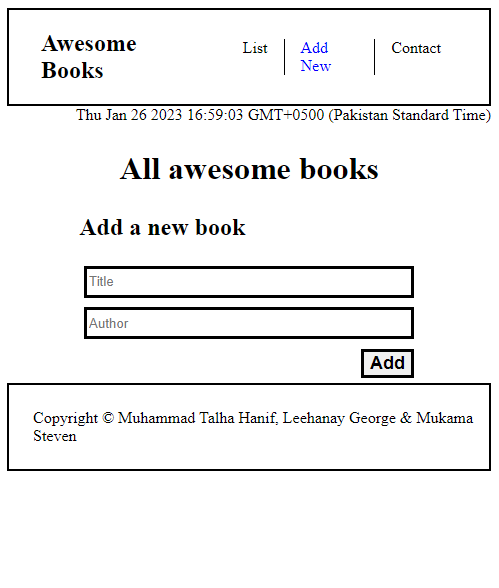 Awesome
Books
List
Add
New
Contact
Thu Jan 26 2023 16:59:03 GMT+0500 (Pakistan Standard Time)
All awesome books
Add a new book
Title
Author
Add
Copyright © Muhammad Talha Hanif, Leehanay George & Mukama
Steven